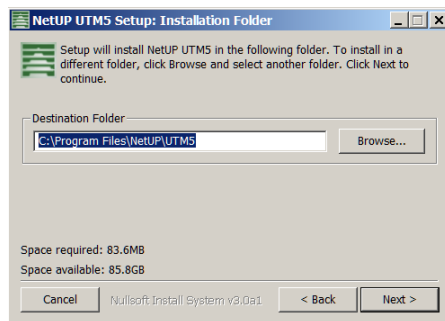 NetUP UTM5 Setup: Installation Folder
Setup will install NetUP UTM5 in the following folder. To install in a
different folder, click Browse and select another folder. Click Next to
continue.
Destination Folder
C:\Program Files\NetUP\UTM5
Browse...
Space required: 83.6MB
Space available: 85.8GB
Cancel
Nullsoft Install System v3.0a1
< Back
Next >